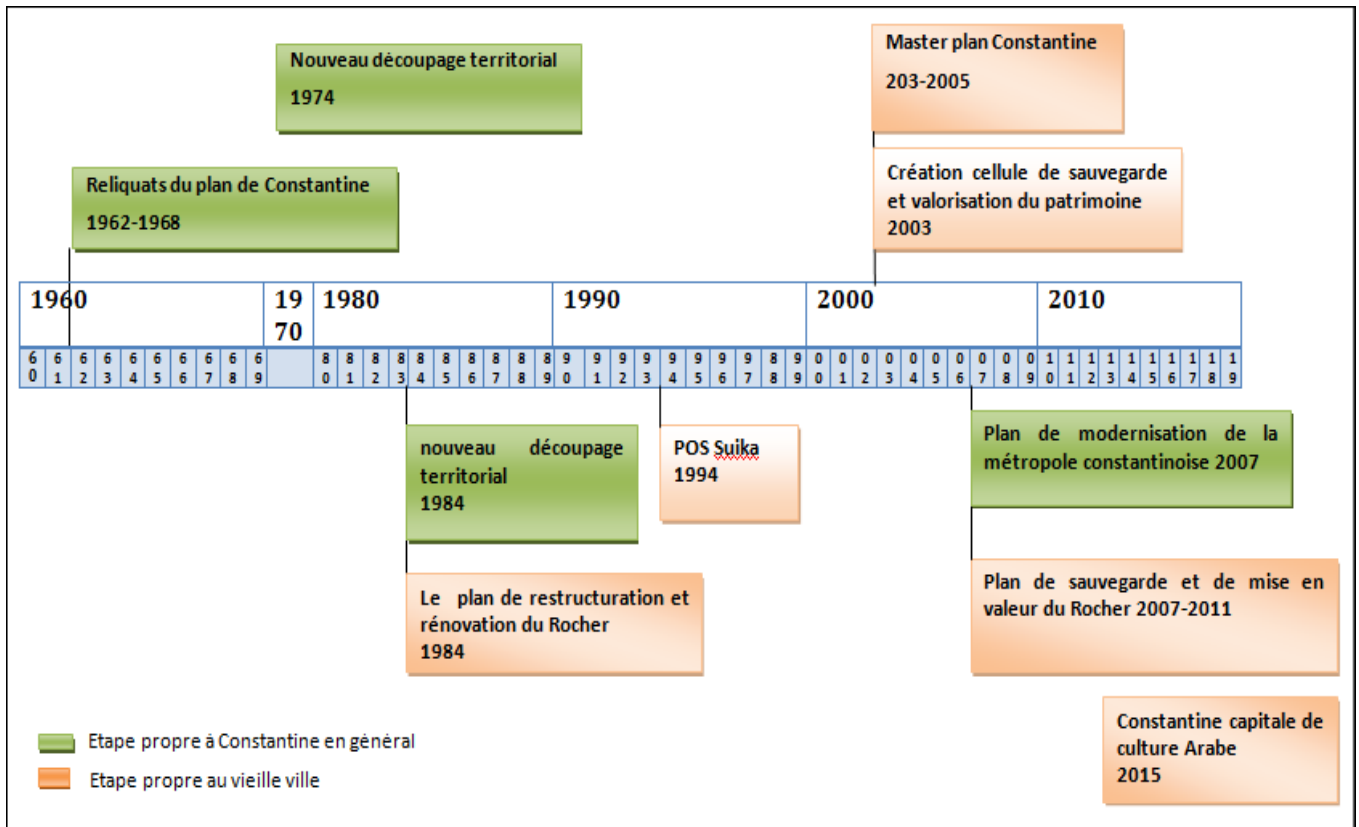 Nouveau découpage territorial
1974
Master plan Constantine
203-2005
Reliquats du plan de Constantine
1962-1968
Création cellule de sauvegarde
et valorisation du patrimoine
2003
1960 19 1980 1990 2000 2010
70
6 6 6 6 6 6 6 6 6 6 8 8 8 8 8 8 8 8 8 8 9 9 9 9 9 9 9 9 8 9 0 0 0 0 0 0 0 0 0 0 1 1 1 1 1 1 1 1 1 1
0 1 2 3 4 5 6 7 8 9 0 1 2 3 4 5 6 7 8 9 0 1 2 3 4 5 6 7 8 9 0 1 2 3 4 5 6 7 8 9 0 1 2 3 4 5 6 7 8 9
nouveau découpage
territorial
1984
POS Suika
1994
Plan de modernisation de la
métropole constantinoise 2007
Le plan de restructuration et
rénovation du Rocher
1984
Plan de sauvegarde et de mise en
valeur du Rocher 2007-2011
Constantine capitale de
culture Arabe
2015
Etape propre à Constantine en général
Etape propre au vieille ville